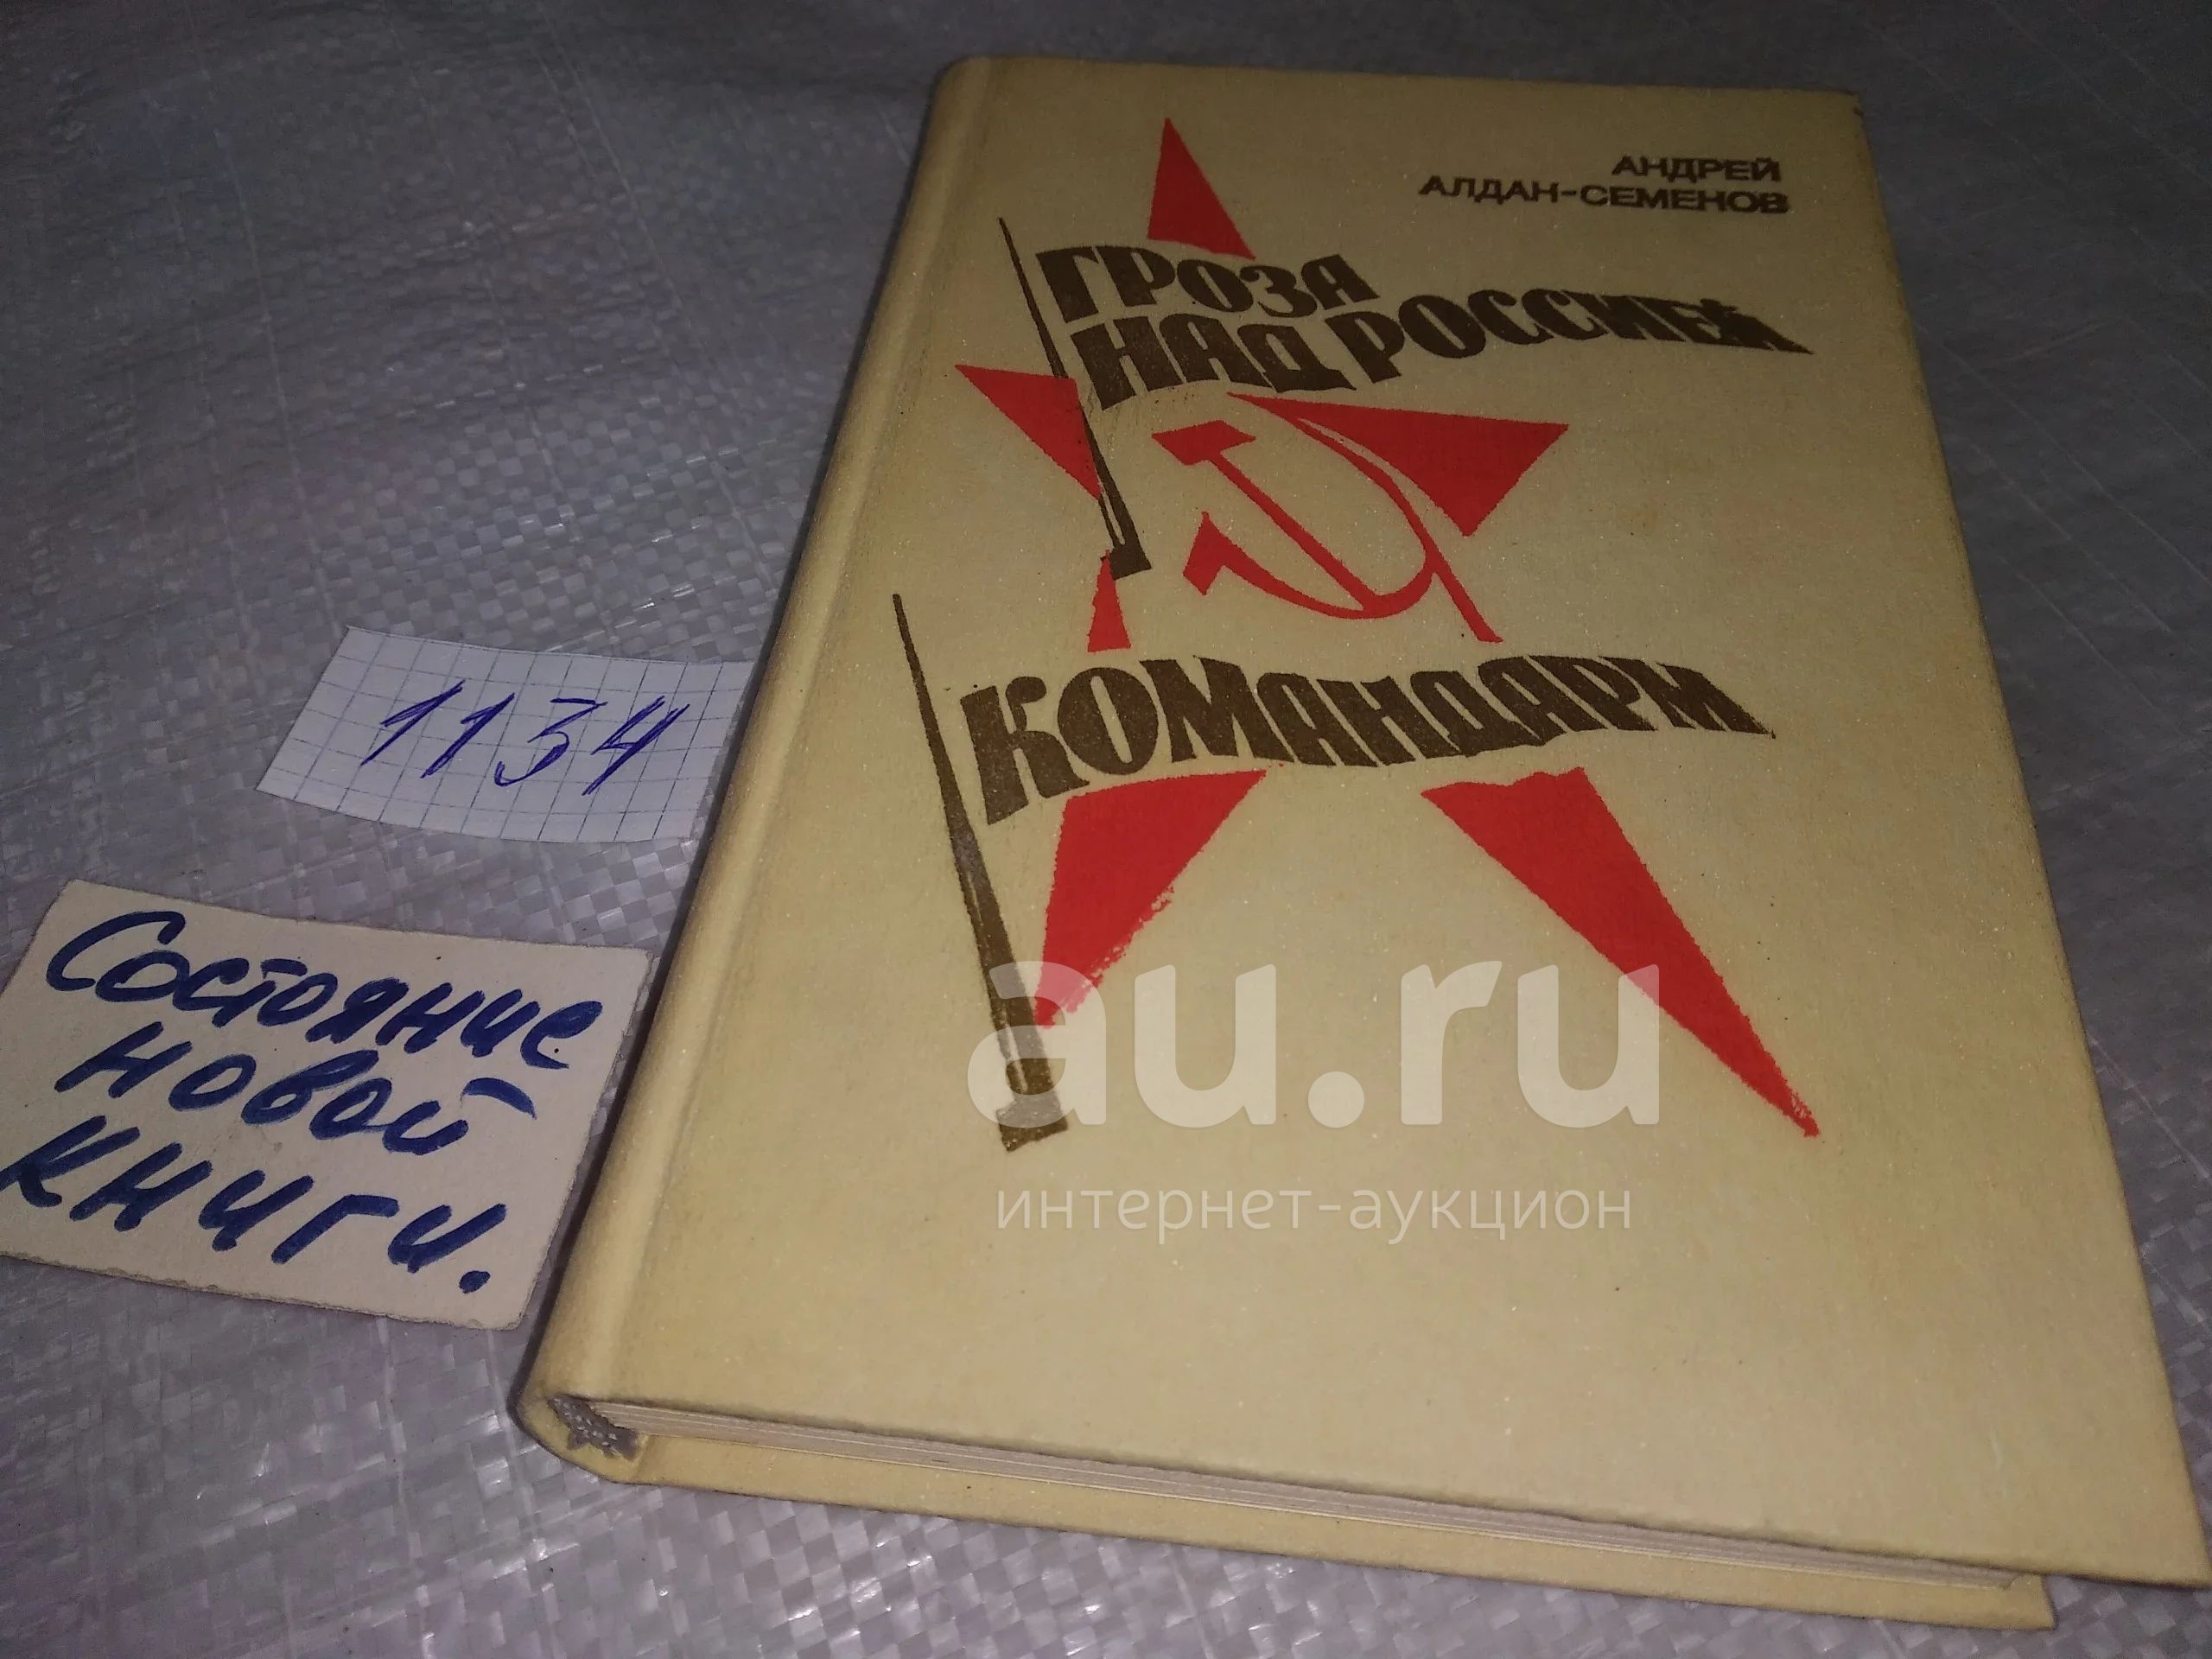 АНДРЕЙ
АЛДАН-СЕМЕНОВ
ГРОЗА
НАД РОССИЕЙ
КОМАНДАРМ
1134
Состояние
новой
книги.
au.ru
интернет-аукцион